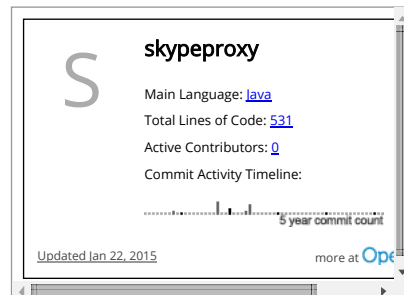 S
skypeproxy
Main Language: Java
Total Lines of Code: 531
Active Contributors: 0
Commit Activity Timeline:
5 year commit count
Updated Jan 22, 2015
more at Ope